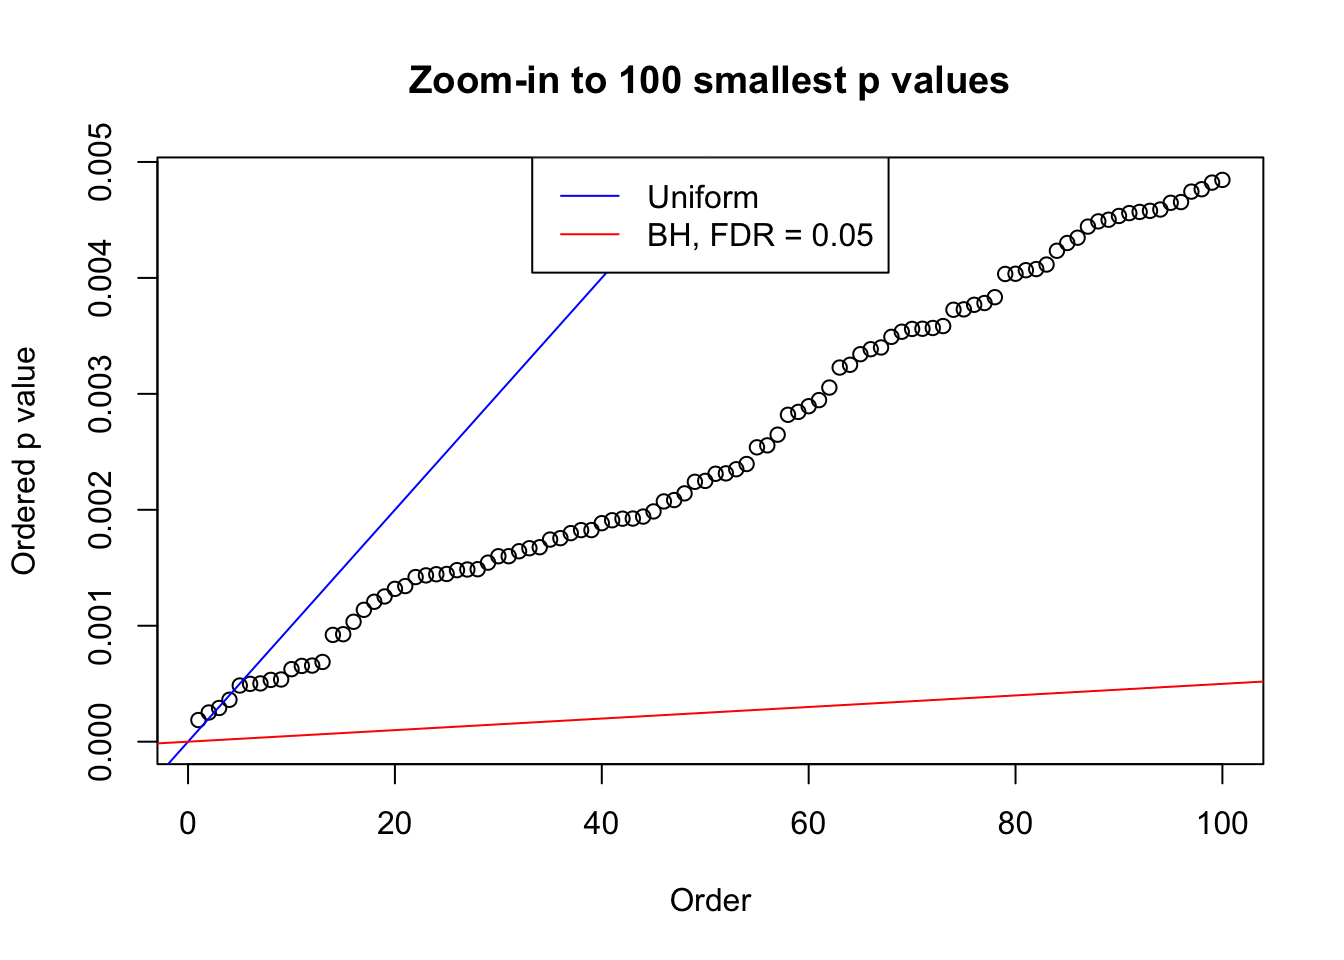 Zoom-in to 100 smallest p values
Uniform
BH, FDR = 0.05
Ordered p value
0.005
0.004
0.003
0.002
0.001
0.000
0 20 40 60 80 100
Order